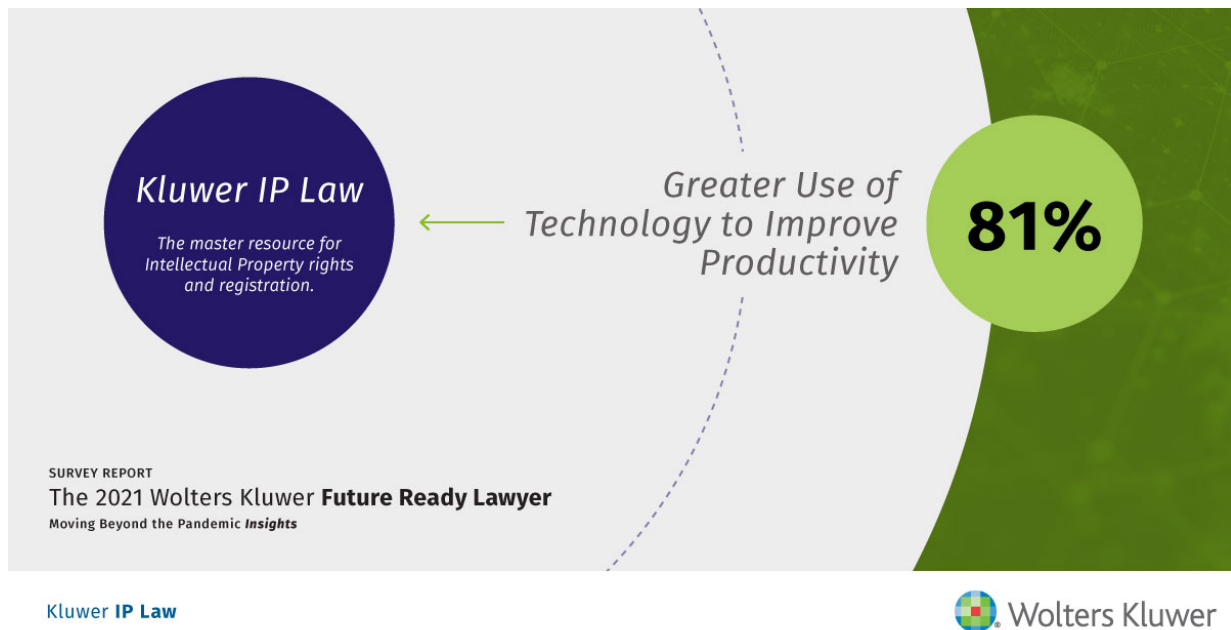 Kluwer IP Law
The master resource for
Intellectual Property rights
and registration.
Greater Use of
Technology to Improve
Productivity
81%
SURVEY REPORT
The 2021 Wolters Kluwer Future Ready Lawyer
Moving Beyond the Pandemic Insights
Kluwer IP Law
Wolters Kluwer